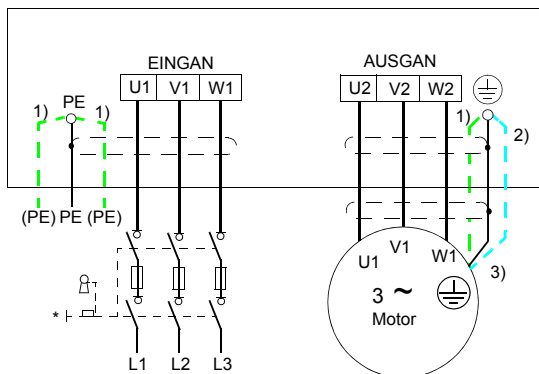 EINGAN
AUSGAN
U1 V1 W1
U2 V2 W2
1) PE 1)
1)
2)
(PE) PE (PE)
U1 V1 W1
3)
3 ~
Motor
*
L1 L2 L3